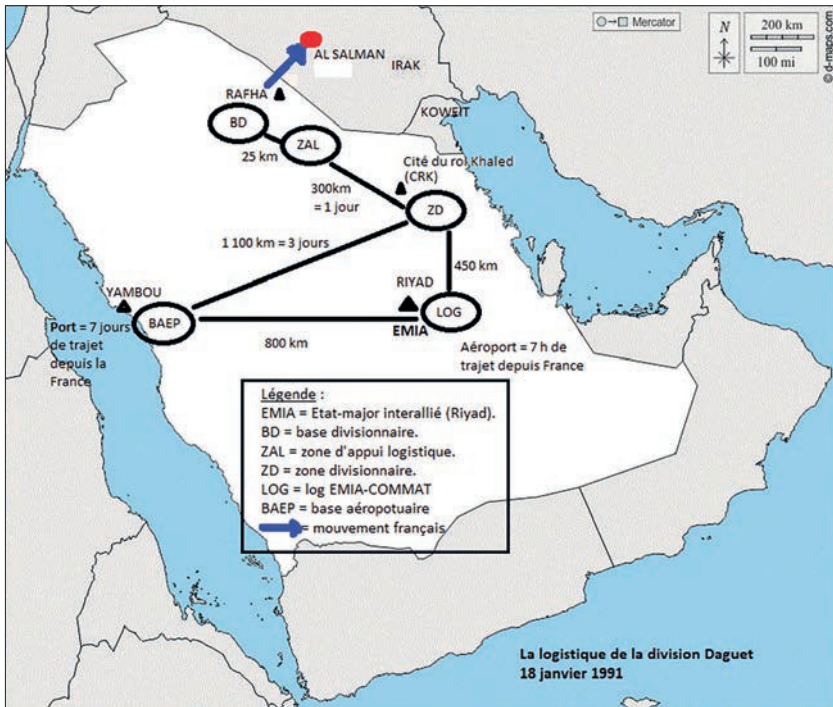 Mercator
N
200 km
100 mi
© d-maps.com
AL SALMAN
IRAK
RAFHA
KOWEIT
BD
ZAL
25 km
Cité du roi Khaled
(CRK)
300km
= 1 jour
ZD
1 100 km = 3 jours
450 km
YAMBOU
RIYAD
BAEP
LOG
EMIA
Port = 7 jours
de trajet
depuis la
France
800 km
Aéroport = 7 h de
trajet depuis France
Légende :
EMIA = Etat-major interallié (Riyad).
BD = base divisionnaire.
ZAL = zone d'appui logistique.
ZD = zone divisionnaire.
LOG = log EMIA-COMMAT
BAEP = base aéropotuaire
= mouvement français
La logistique de la division Daguet
18 janvier 1991